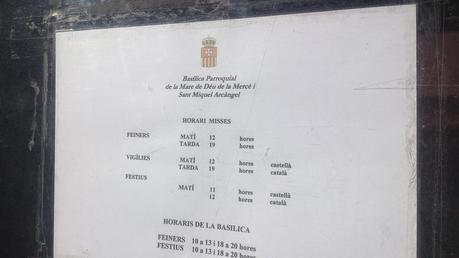 Basílica Parroquial
de la Mare de Déu de la Mercé i
Sant Miquel Arcàngel
HORARI MISSES
FEINERS MATÍ 12 hores
TARDA 19 hores
VIGÍLIES MATÍ 12 hores castellà
TARDA 19 hores català
FESTIUS
MATÍ 11 hores castellà
12 hores català
HORARIS DE LA BASILICA
FEINERS 10 a 13 i 18 a 20 hores
FESTIUS 10 a 13 i 18 a 20 hores